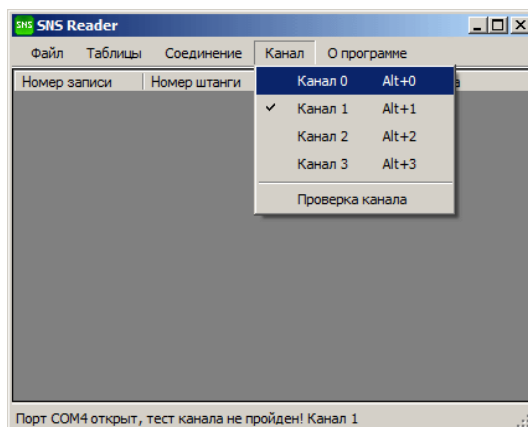 SNS SNS Reader
Файл Таблицы Соединение Канал О программе
Номер записи Номер штанги
Канал 0 Alt+0
Канал 1 Alt+1
Канал 2 Alt+2
Канал 3 Alt+3
Проверка канала
Порт COM4 открыт, тест канала не пройден! Канал 1